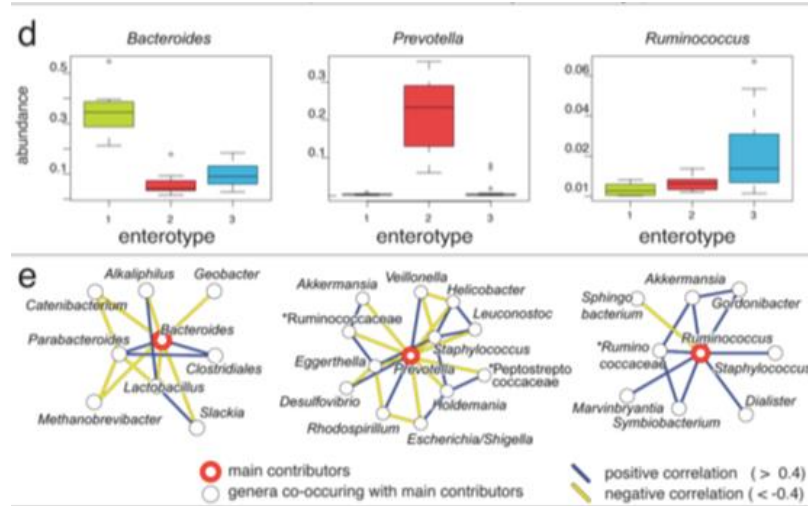 d
Bacteroides
Prevotella
Ruminococcus
abundance
0.5
0.3
0.1
1 2 3
enterotype
0.3
0.2
0.1
1 2 3
enterotype
0.06
0.04
0.02
0.01
1 2 3
enterotype
e
Alkaliphilus
Geobacter
Catenibacterium
Bacteroides
Parabacteroides
Clostridiales
Lactobacillus
Methanobrevibacter
Slackia
Veillonella
Akkermansia
Helicobacter
*Ruminococcaceae
Leuconostoc
Staphylococcus
Eggerthella
Prevotella
*Peptostrepto
coccaceae
Desulfovibrio
Holdemania
Rhodospirillum
Escherichia/Shigella
Akkermansia
Sphingo
bacterium
Gordonibacter
Ruminococcus
*Rumino
coccaceae
Staphylococcus
Marvinbryantia
Dialister
Symbiobacterium
main contributors
genera co-occuring with main contributors
positive correlation ( > 0.4)
negative correlation ( < -0.4)